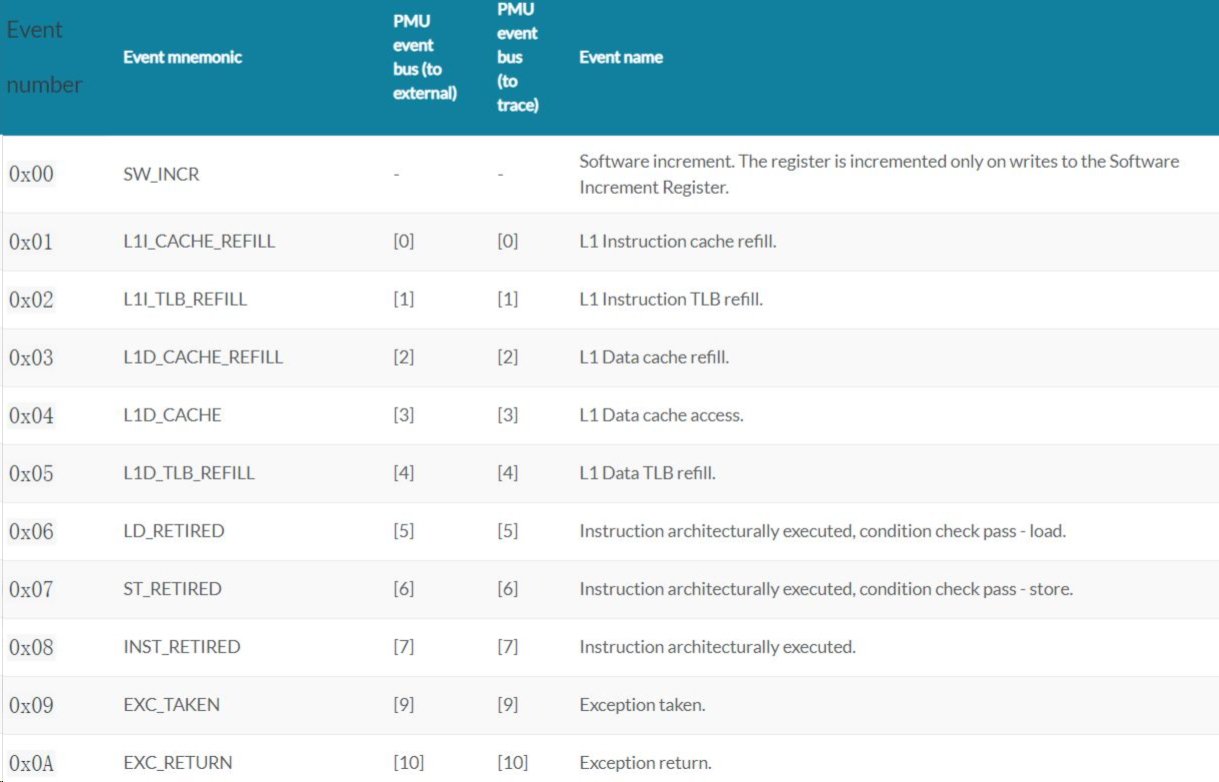 Event number
Event mnemonic
PMU event bus (to external)
PMU event bus (to trace)
Event name
0x00 SW_INCR - - Software increment. The register is incremented only on writes to the Software
Increment Register.
0x01 L1I_CACHE_REFILL [0] [0] L1 Instruction cache refill.
0x02 L1I_TLB_REFILL [1] [1] L1 Instruction TLB refill.
0x03 L1D_CACHE_REFILL [2] [2] L1 Data cache refill.
0x04 L1D_CACHE [3] [3] L1 Data cache access.
0x05 L1D_TLB_REFILL [4] [4] L1 Data TLB refill.
0x06 LD_RETIRED [5] [5] Instruction architecturally executed, condition check pass - load.
0x07 ST_RETIRED [6] [6] Instruction architecturally executed, condition check pass - store.
0x08 INST_RETIRED [7] [7] Instruction architecturally executed.
0x09 EXC_TAKEN [9] [9] Exception taken.
0x0A EXC_RETURN [10] [10] Exception return.